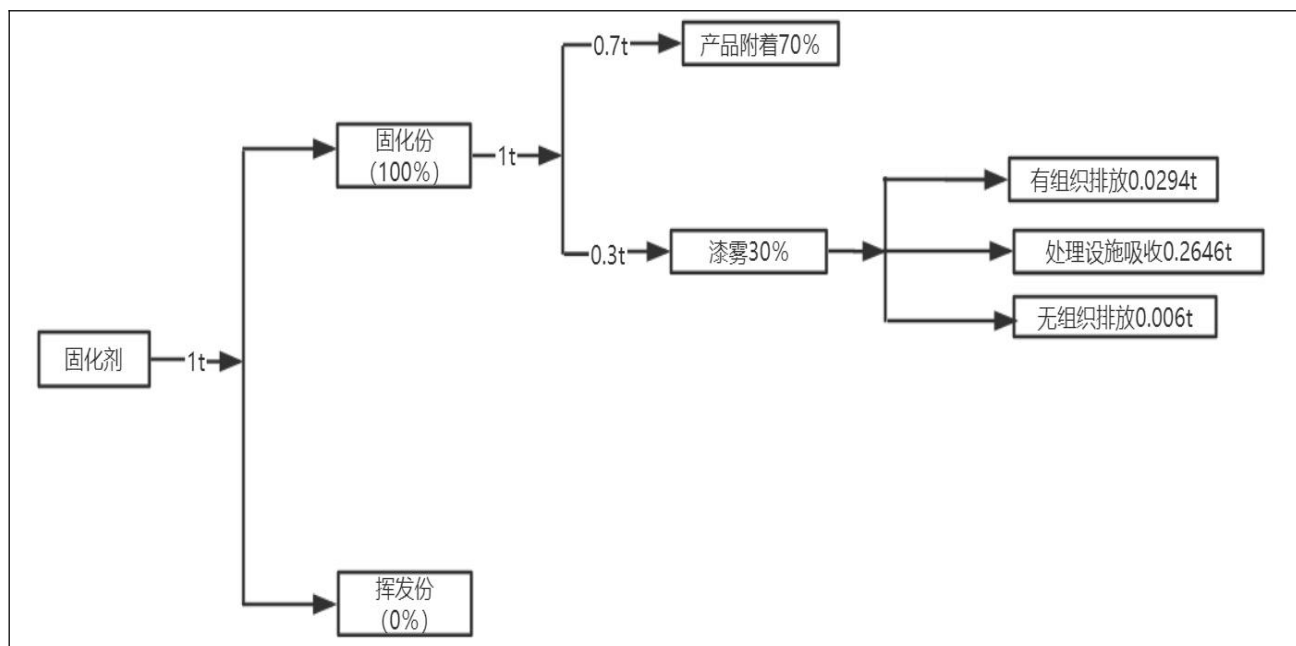 0.7t
产品附着70%
固化份
(100%)
1t
0.3t
漆雾30%
有组织排放0.0294t
处理设施吸收0.2646t
无组织排放0.006t
固化剂
1t
挥发份
(0%)